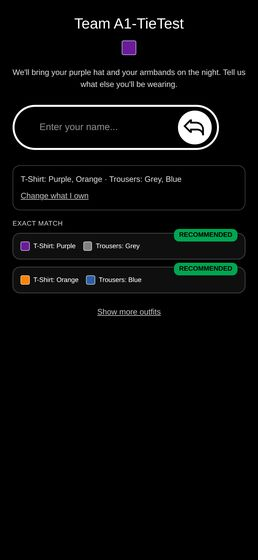 Team A1-TieTest
We'll bring your purple hat and your armbands on the night. Tell us
what else you'll be wearing.
Enter your name...
T-Shirt: Purple, Orange · Trousers: Grey, Blue
Change what I own
EXACT MATCH
RECOMMENDED
T-Shirt: Purple Trousers: Grey
RECOMMENDED
T-Shirt: Orange Trousers: Blue
Show more outfits